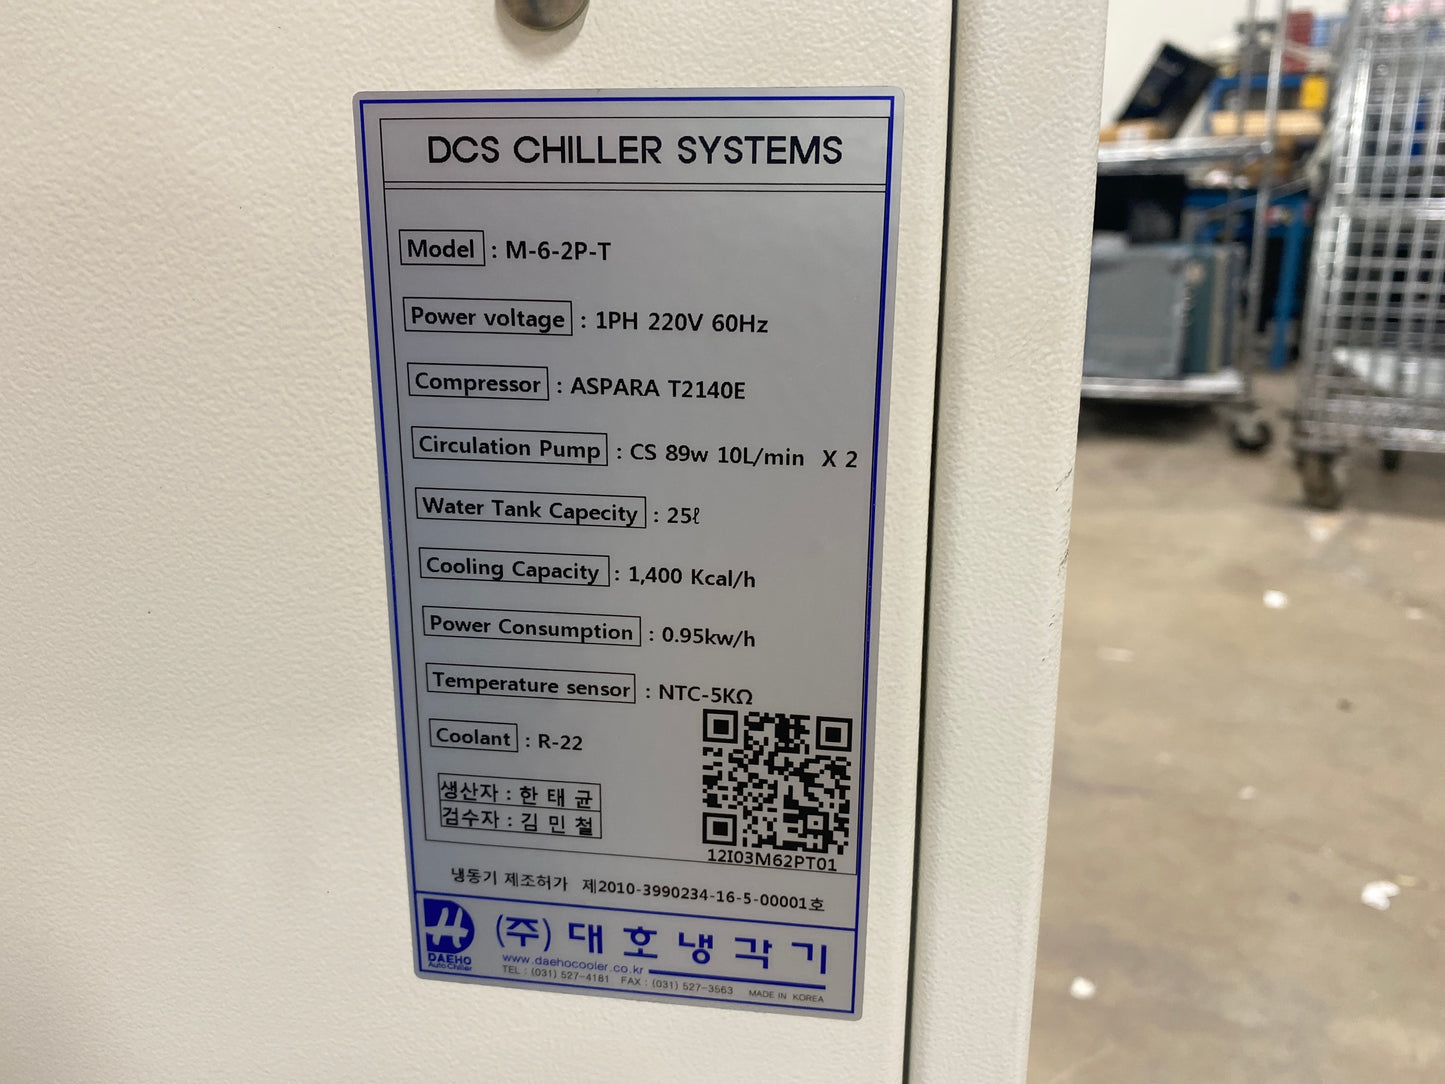 DCS CHILLER SYSTEMS
Model : M-6-2P-T
Power voltage : 1PH 220V 60Hz
Compressor : ASPARA T2140E
Circulation Pump : CS 89w 10L/min X 2
Water Tank Capecity : 25ℓ
Cooling Capacity : 1,400 Kcal/h
Power Consumption : 0.95kw/h
Temperature sensor : NTC-5KΩ
Coolant : R-22
생산자 : 한 태 균
검수자 : 김 민 철
12I03M62PT01
냉동기 제조허가 제2010-3990234-16-5-00001호
DAEHO
Auto Chiller
(주) 대 호 냉 각 기
www.daehocooler.co.kr
TEL : (031) 527-4181 FAX : (031) 527-3563 MADE IN KOREA